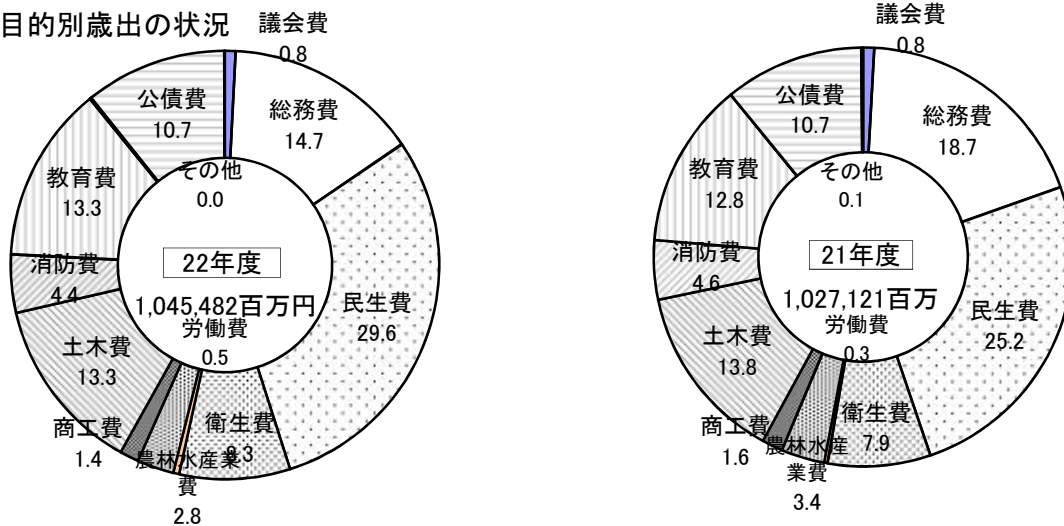 目的別歳出の状況
議会費
0.8
総務費
14.7
民生費
29.6
衛生費
8.3
労働費
0.5
農林水産業
費
2.8
商工費
1.4
土木費
13.3
消防費
4.4
教育費
13.3
公債費
10.7
その他
0.0
22年度
1,045,482百万円
議会費
0.8
総務費
18.7
民生費
25.2
衛生費
7.9
労働費
0.3
農林水産
業費
3.4
商工費
1.6
土木費
13.8
消防費
4.6
教育費
12.8
公債費
10.7
その他
0.1
21年度
1,027,121百万